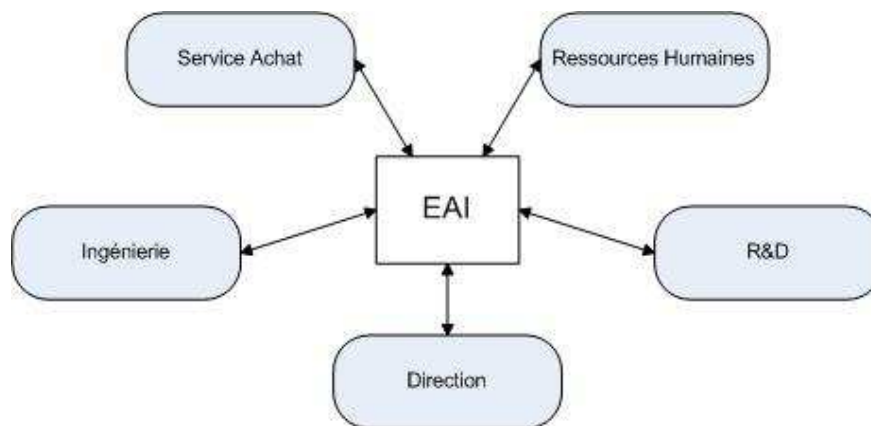 Service Achat
Ressources Humaines
EAI
Ingénierie
R&D
Direction